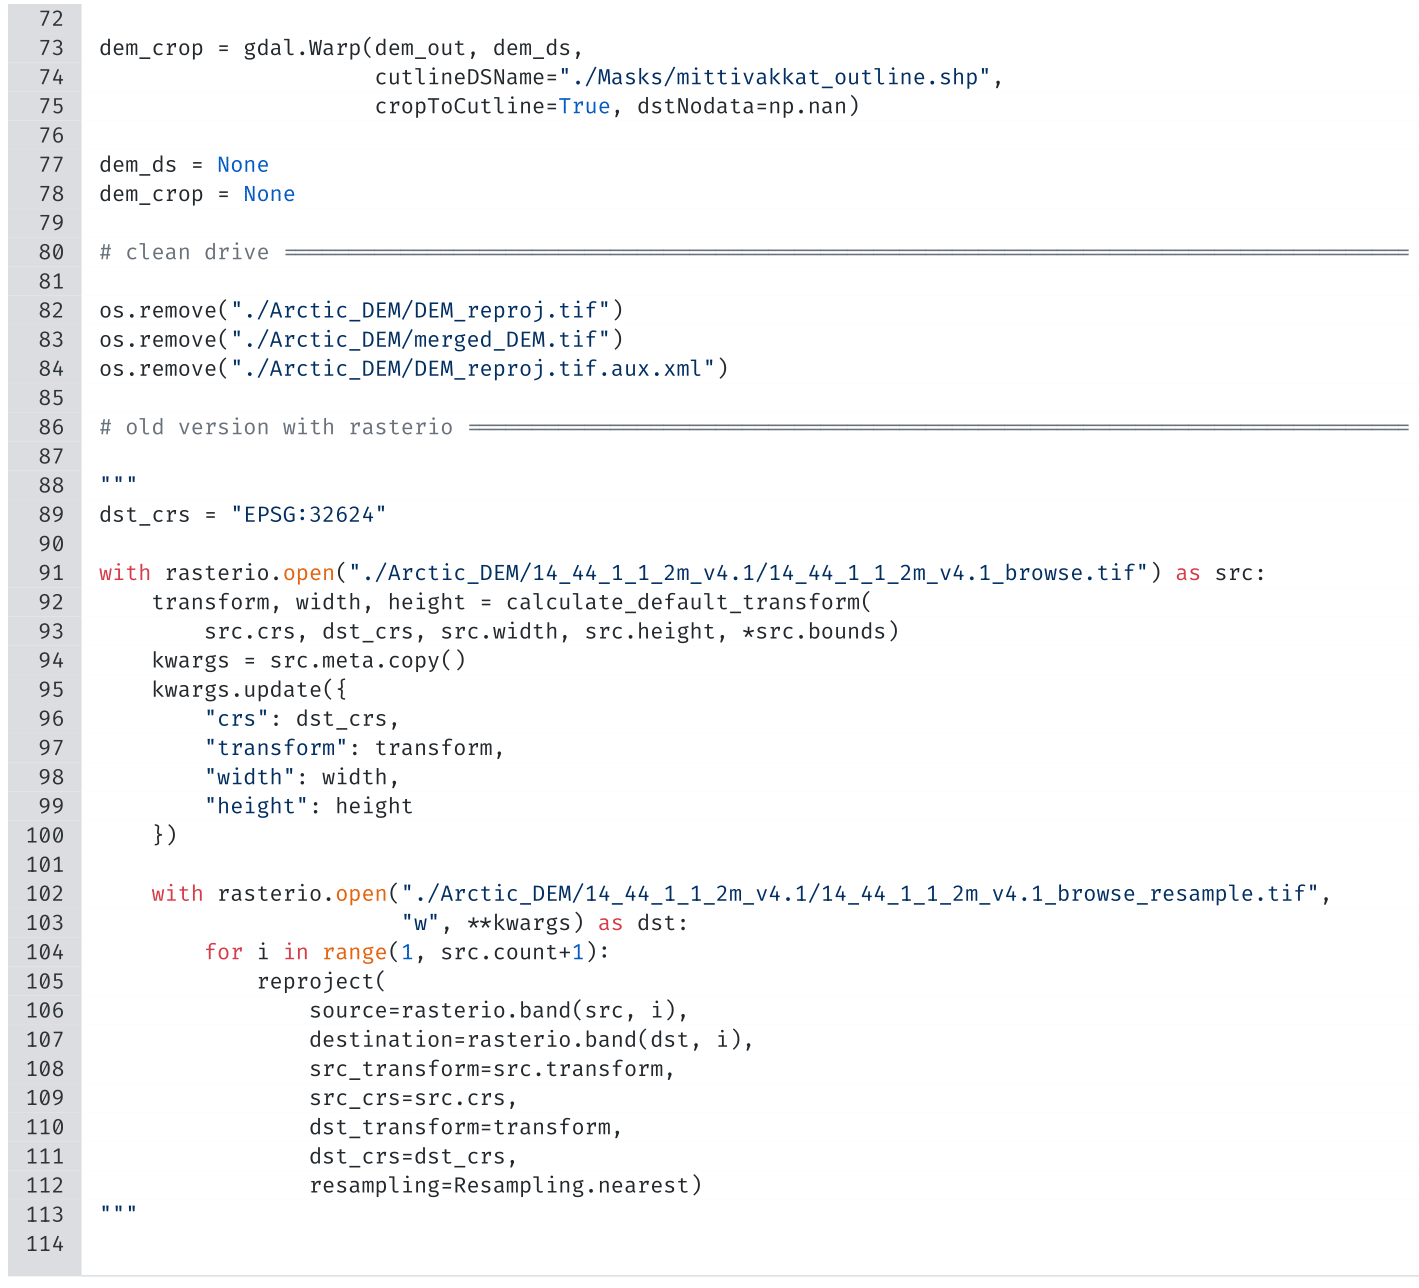 72
73 dem_crop = gdal.Warp(dem_out, dem_ds,
74                      cutlineDSName="./Masks/mittivakkat_outline.shp",
75                      cropToCutline=True, dstNodata=np.nan)
76
77 dem_ds = None
78 dem_crop = None
79
80 # clean drive ======================================================================================
81
82 os.remove("./Arctic_DEM/DEM_reproj.tif")
83 os.remove("./Arctic_DEM/merged_DEM.tif")
84 os.remove("./Arctic_DEM/DEM_reproj.tif.aux.xml")
85
86 # old version with rasterio ========================================================================
87
88 """
89 dst_crs = "EPSG:32624"
90
91 with rasterio.open("./Arctic_DEM/14_44_1_1_2m_v4.1/14_44_1_1_2m_v4.1_browse.tif") as src:
92     transform, width, height = calculate_default_transform(
93         src.crs, dst_crs, src.width, src.height, *src.bounds)
94     kwargs = src.meta.copy()
95     kwargs.update({
96         "crs": dst_crs,
97         "transform": transform,
98         "width": width,
99         "height": height
100     })
101
102     with rasterio.open("./Arctic_DEM/14_44_1_1_2m_v4.1/14_44_1_1_2m_v4.1_browse_resample.tif",
103                        "w", **kwargs) as dst:
104         for i in range(1, src.count+1):
105             reproject(
106                 source=rasterio.band(src, i),
107                 destination=rasterio.band(dst, i),
108                 src_transform=src.transform,
109                 src_crs=src.crs,
110                 dst_transform=transform,
111                 dst_crs=dst_crs,
112                 resampling=Resampling.nearest)
113 """
114